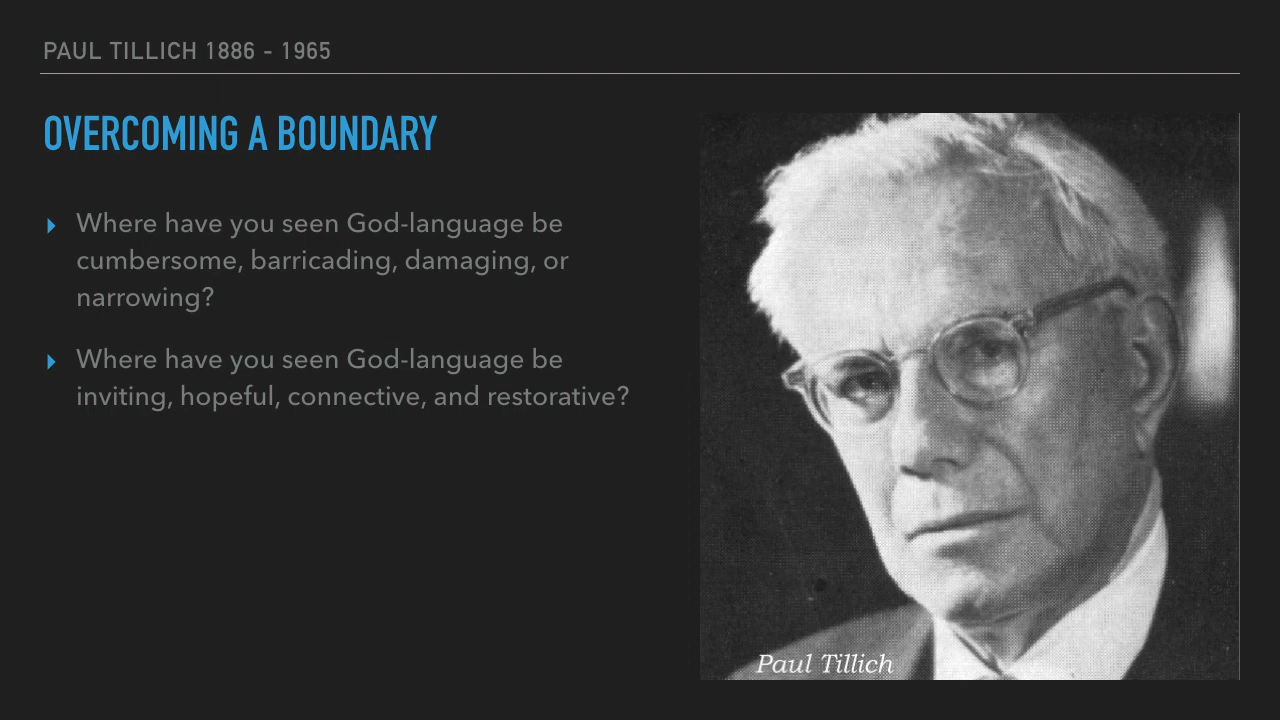 PAUL TILLICH 1886 - 1965
OVERCOMING A BOUNDARY
Where have you seen God-language be
cumbersome, barricading, damaging, or
narrowing?
Where have you seen God-language be
inviting, hopeful, connective, and restorative?
Paul Tillich